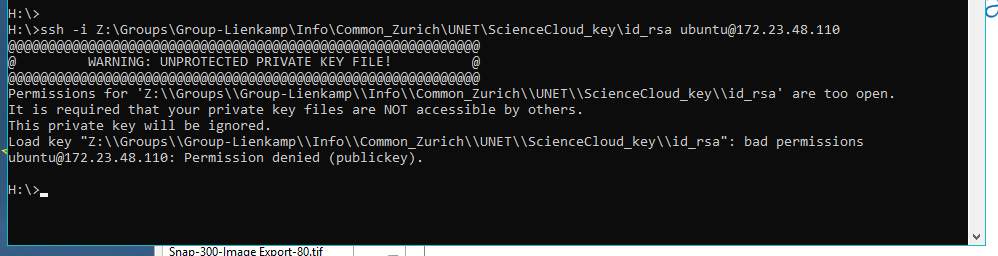 H:\>
H:\>ssh -i Z:\Groups\Group-Lienkamp\Info\Common_Zurich\UNET\ScienceCloud_key\id_rsa ubuntu@172.23.48.110
@@@@@@@@@@@@@@@@@@@@@@@@@@@@@@@@@@@@@@@@@@@@@@@@@@@@@@@@@@@
@         WARNING: UNPROTECTED PRIVATE KEY FILE!          @
@@@@@@@@@@@@@@@@@@@@@@@@@@@@@@@@@@@@@@@@@@@@@@@@@@@@@@@@@@@
Permissions for 'Z:\\Groups\\Group-Lienkamp\\Info\\Common_Zurich\\UNET\\ScienceCloud_key\\id_rsa' are too open.
It is required that your private key files are NOT accessible by others.
This private key will be ignored.
Load key "Z:\\Groups\\Group-Lienkamp\\Info\\Common_Zurich\\UNET\\ScienceCloud_key\\id_rsa": bad permissions
ubuntu@172.23.48.110: Permission denied (publickey).
H:\>
Snap-300-Image Export-80.tif